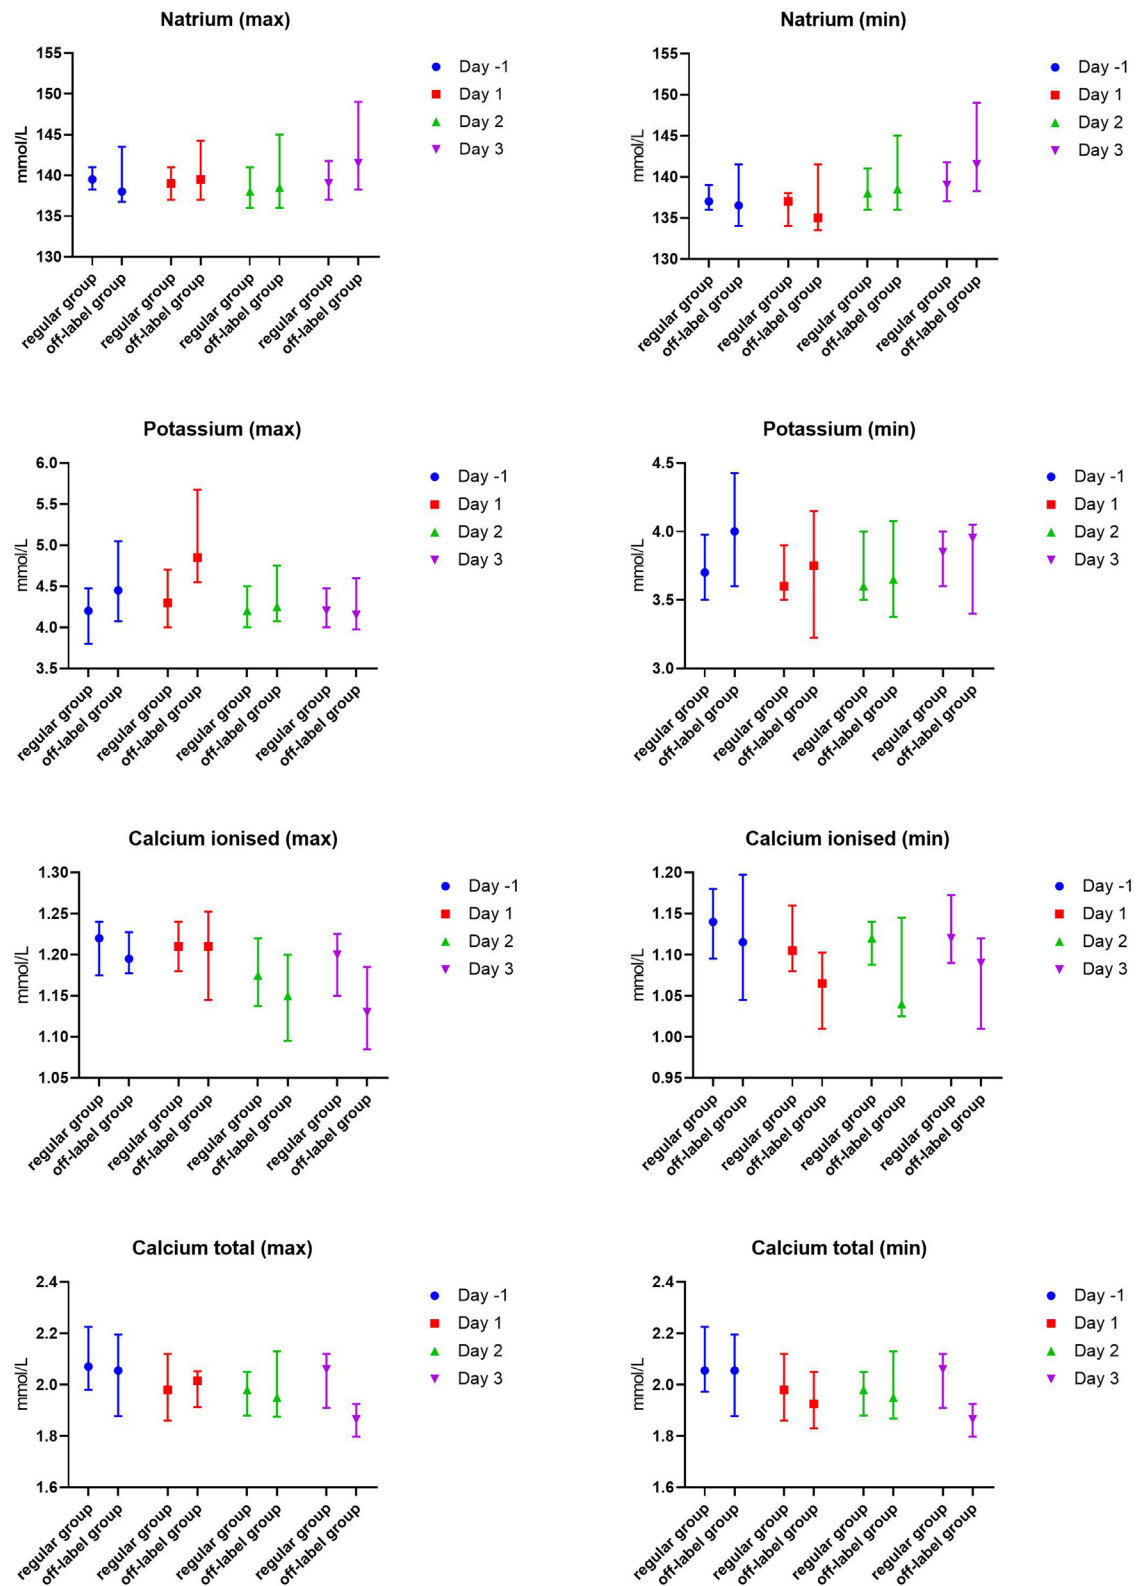 Natrium (max)
mmol/L
155
150
145
140
135
130
regular group
off-label group
regular group
off-label group
regular group
off-label group
regular group
off-label group
Day -1
Day 1
Day 2
Day 3
Natrium (min)
mmol/L
155
150
145
140
135
130
regular group
off-label group
regular group
off-label group
regular group
off-label group
regular group
off-label group
Day -1
Day 1
Day 2
Day 3
Potassium (max)
mmol/L
6.0
5.5
5.0
4.5
4.0
3.5
regular group
off-label group
regular group
off-label group
regular group
off-label group
regular group
off-label group
Day -1
Day 1
Day 2
Day 3
Potassium (min)
mmol/L
4.5
4.0
3.5
3.0
regular group
off-label group
regular group
off-label group
regular group
off-label group
regular group
off-label group
Day -1
Day 1
Day 2
Day 3
Calcium ionised (max)
mmol/L
1.30
1.25
1.20
1.15
1.10
1.05
regular group
off-label group
regular group
off-label group
regular group
off-label group
regular group
off-label group
Day -1
Day 1
Day 2
Day 3
Calcium ionised (min)
mmol/L
1.20
1.15
1.10
1.05
1.00
0.95
regular group
off-label group
regular group
off-label group
regular group
off-label group
regular group
off-label group
Day -1
Day 1
Day 2
Day 3
Calcium total (max)
mmol/L
2.4
2.2
2.0
1.8
1.6
regular group
off-label group
regular group
off-label group
regular group
off-label group
regular group
off-label group
Day -1
Day 1
Day 2
Day 3
Calcium total (min)
mmol/L
2.4
2.2
2.0
1.8
1.6
regular group
off-label group
regular group
off-label group
regular group
off-label group
regular group
off-label group
Day -1
Day 1
Day 2
Day 3